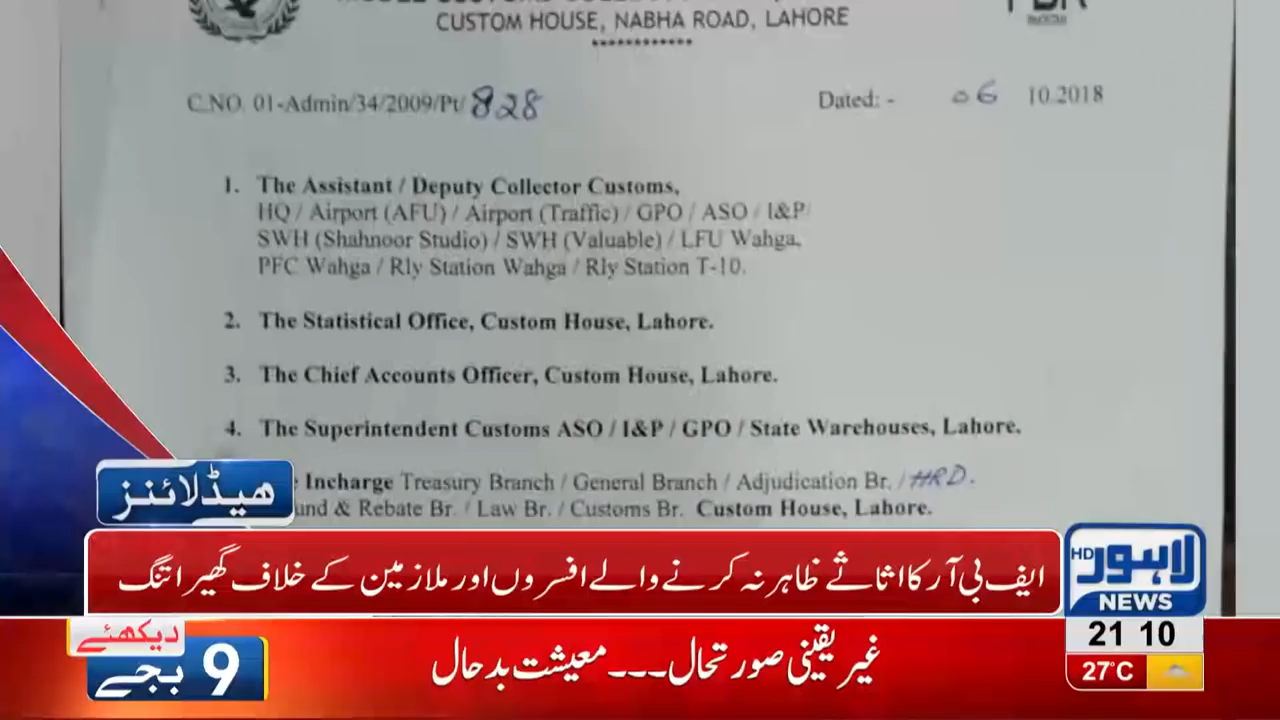 CUSTOM HOUSE, NABHA ROAD, LAHORE
C.NO. 01-Admin/34/2009/Pt/828
Dated: - 06 10.2018
1. The Assistant / Deputy Collector Customs,
HQ / Airport (AFU) / Airport (Traffic) / GPO / ASO / I&P/
SWH (Shahnoor Studio) / SWH (Valuable) / LFU Wahga,
PFC Wahga / Rly Station Wahga / Rly Station T-10.
2. The Statistical Office, Custom House, Lahore.
3. The Chief Accounts Officer, Custom House, Lahore.
4. The Superintendent Customs ASO / I&P / GPO / State Warehouses, Lahore.
Incharge Treasury Branch / General Branch / Adjudication Br. / HRD.
& Rebate Br. / Law Br. / Customs Br. Custom House, Lahore.
ھیڈلائنز
ایف بی آر کا اثاثے ظاہر نہ کرنے والے افسروں اور ملازمین کے خلاف گھیرا تنگ
لاہور HD
NEWS
21 10
27°C
دیکھئے
9 بجے
غیر یقینی صورتحال۔۔۔ معیشت بدحال